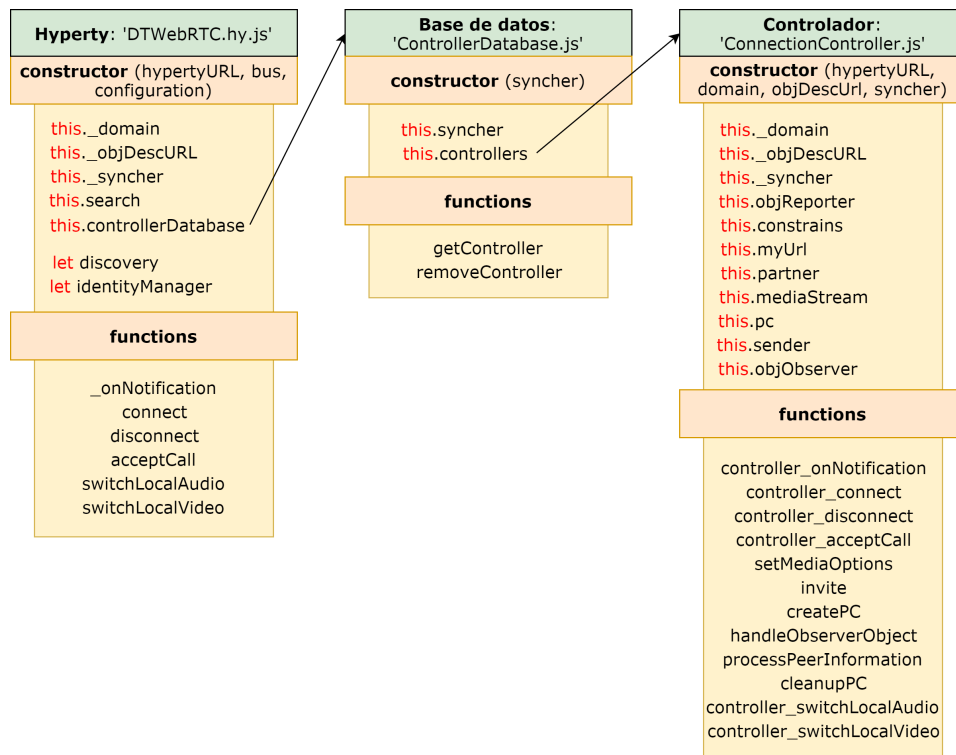 Hyperty: 'DTWebRTC.hy.js'
constructor (hypertyURL, bus,
configuration)
this._domain
this._objDescURL
this._syncher
this.search
this.controllerDatabase
let discovery
let identityManager
functions
_onNotification
connect
disconnect
acceptCall
switchLocalAudio
switchLocalVideo
Base de datos:
'ControllerDatabase.js'
constructor (syncher)
this.syncher
this.controllers
functions
getController
removeController
Controlador:
'ConnectionController.js'
constructor (hypertyURL,
domain, objDescUrl, syncher)
this._domain
this._objDescURL
this._syncher
this.objReporter
this.constrains
this.myUrl
this.partner
this.mediaStream
this.pc
this.sender
this.objObserver
functions
controller_onNotification
controller_connect
controller_disconnect
controller_acceptCall
setMediaOptions
invite
createPC
handleObserverObject
processPeerInformation
cleanupPC
controller_switchLocalAudio
controller_switchLocalVideo